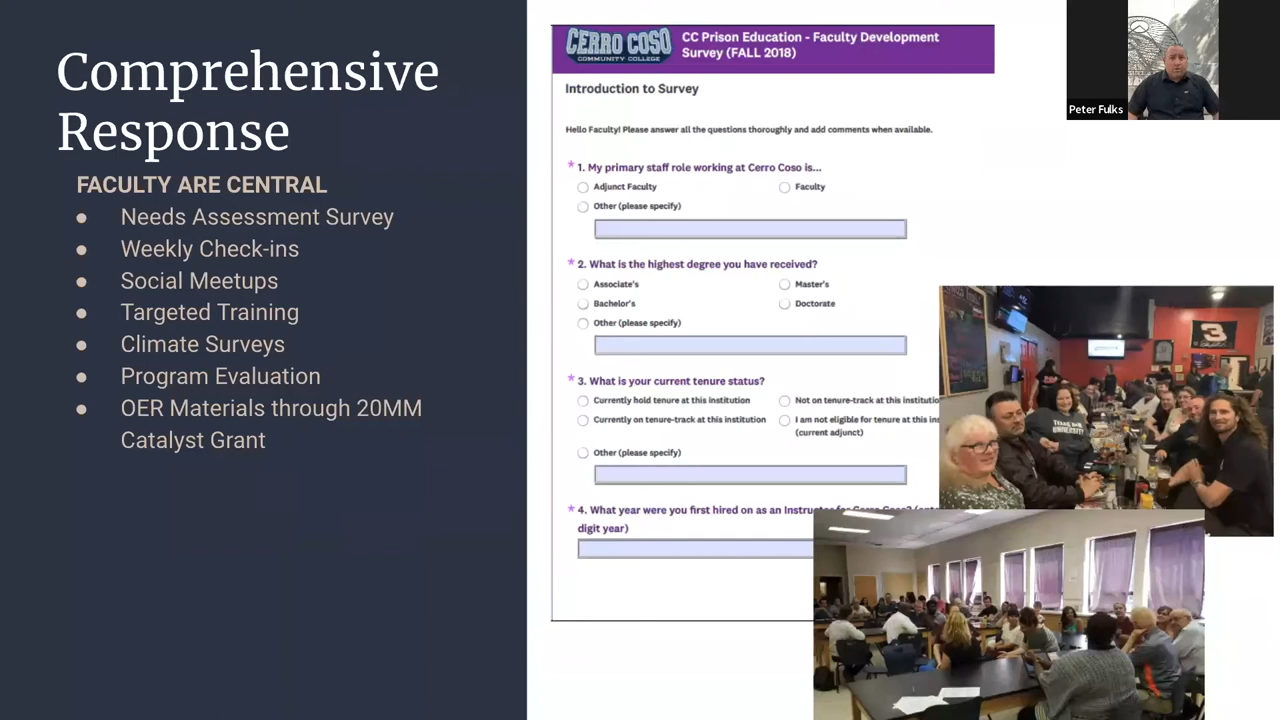 Comprehensive
Response
FACULTY ARE CENTRAL
● Needs Assessment Survey
● Weekly Check-ins
● Social Meetups
● Targeted Training
● Climate Surveys
● Program Evaluation
● OER Materials through 20MM
Catalyst Grant
CERRO COSO
COMMUNITY COLLEGE
CC Prison Education - Faculty Development
Survey (FALL 2018)
Introduction to Survey
Hello Faculty! Please answer all the questions thoroughly and add comments when available.
* 1. My primary staff role working at Cerro Coso is...
Adjunct Faculty Faculty
Other (please specify)
* 2. What is the highest degree you have received?
Associate's Master's
Bachelor's Doctorate
Other (please specify)
* 3. What is your current tenure status?
Currently hold tenure at this institution Not on tenure-track at this institutio
Currently on tenure-track at this institution I am not eligible for tenure at this ins
(current adjunct)
Other (please specify)
* 4. What year were you first hired on as an Instructor for Cerro Coso?
digit year)
Peter Fulks
3